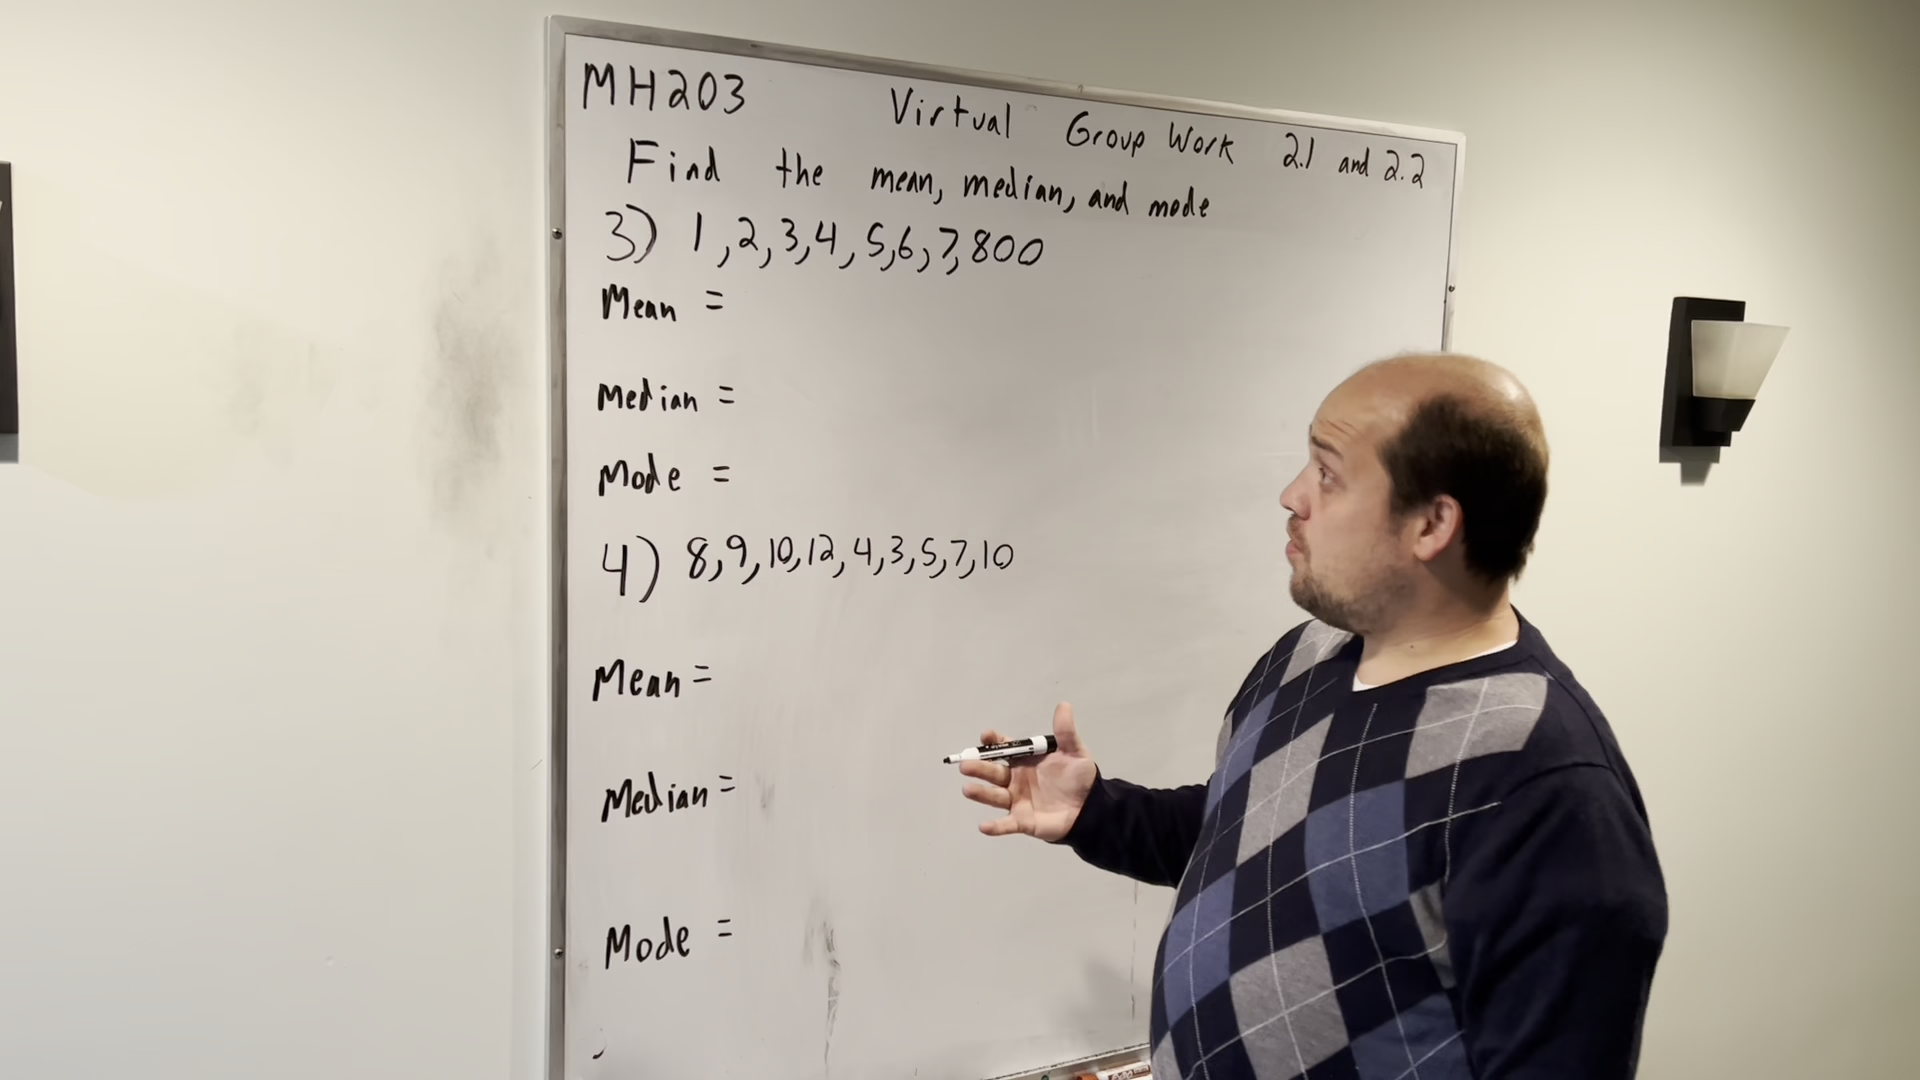 MH203 Virtual Group Work 2.1 and 2.2
Find the mean, median, and mode
3) 1, 2, 3, 4, 5, 6, 7, 800
Mean =
Median =
Mode =
4) 8, 9, 10, 12, 4, 3, 5, 7, 10
Mean =
Median =
Mode =